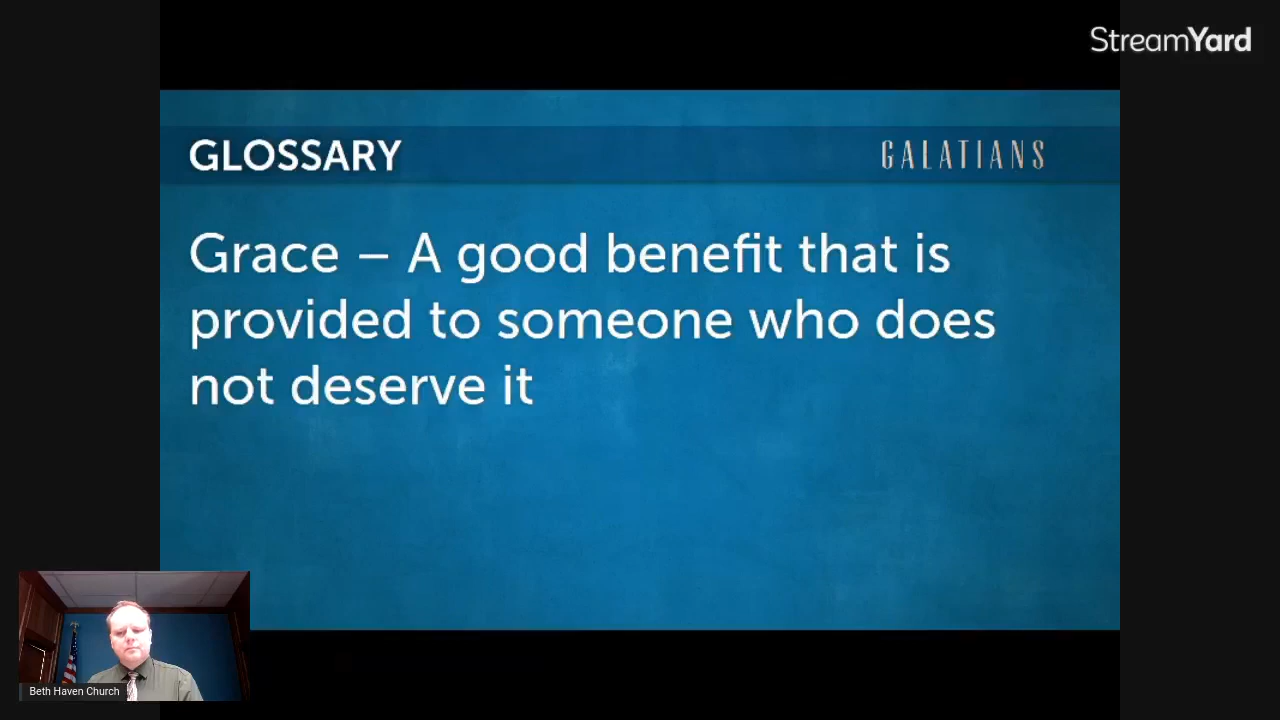 StreamYard
GLOSSARY
GALATIANS
Grace – A good benefit that is
provided to someone who does
not deserve it
Beth Haven Church